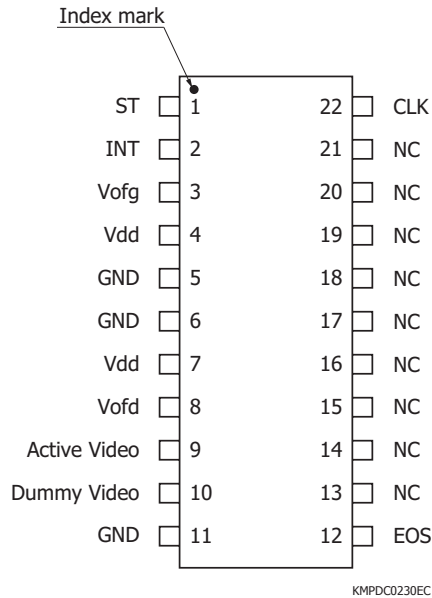 Index mark
ST 1 22 CLK
INT 2 21 NC
Vofg 3 20 NC
Vdd 4 19 NC
GND 5 18 NC
GND 6 17 NC
Vdd 7 16 NC
Vofd 8 15 NC
Active Video 9 14 NC
Dummy Video 10 13 NC
GND 11 12 EOS
KMPDC0230EC